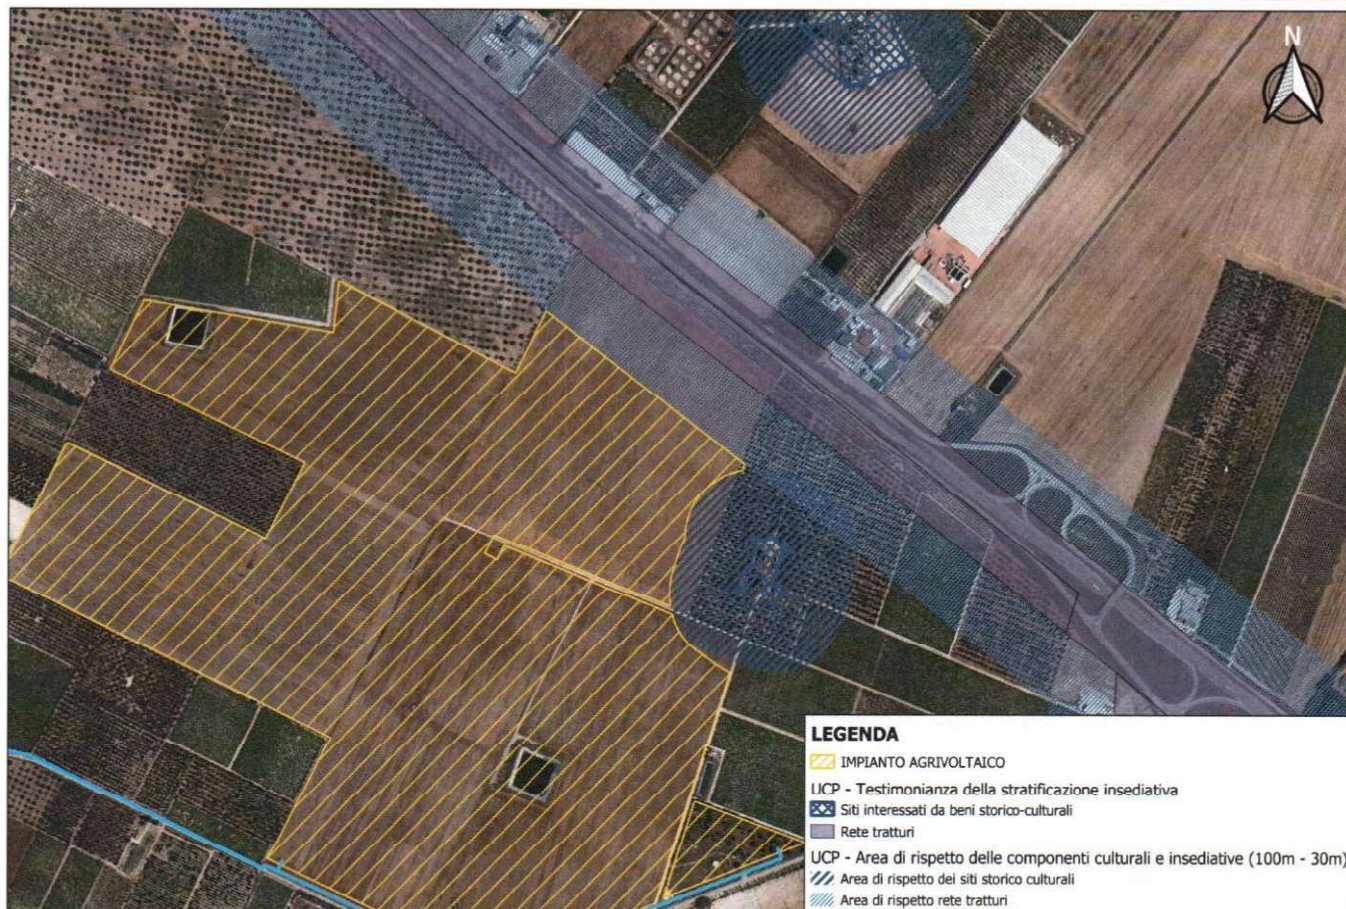 N
LEGENDA
IMPIANTO AGRIVOLTAICO
UCP - Testimonianza della stratificazione insediativa
Siti interessati da beni storico-culturali
Rete tratturi
UCP - Area di rispetto delle componenti culturali e insediative (100m - 30m)
Area di rispetto dei siti storico culturali
Area di rispetto rete tratturi